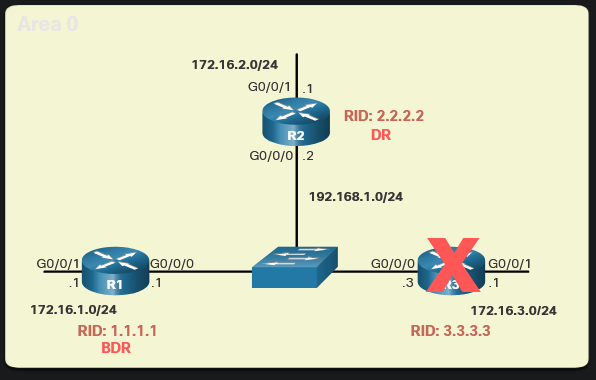 Area 0
172.16.2.0/24
G0/0/1 .1
R2
RID: 2.2.2.2
DR
G0/0/0 .2
192.168.1.0/24
G0/0/1
G0/0/0
.1
R1
.1
172.16.1.0/24
RID: 1.1.1.1
BDR
G0/0/0
G0/0/1
.3
R3
.1
172.16.3.0/24
RID: 3.3.3.3